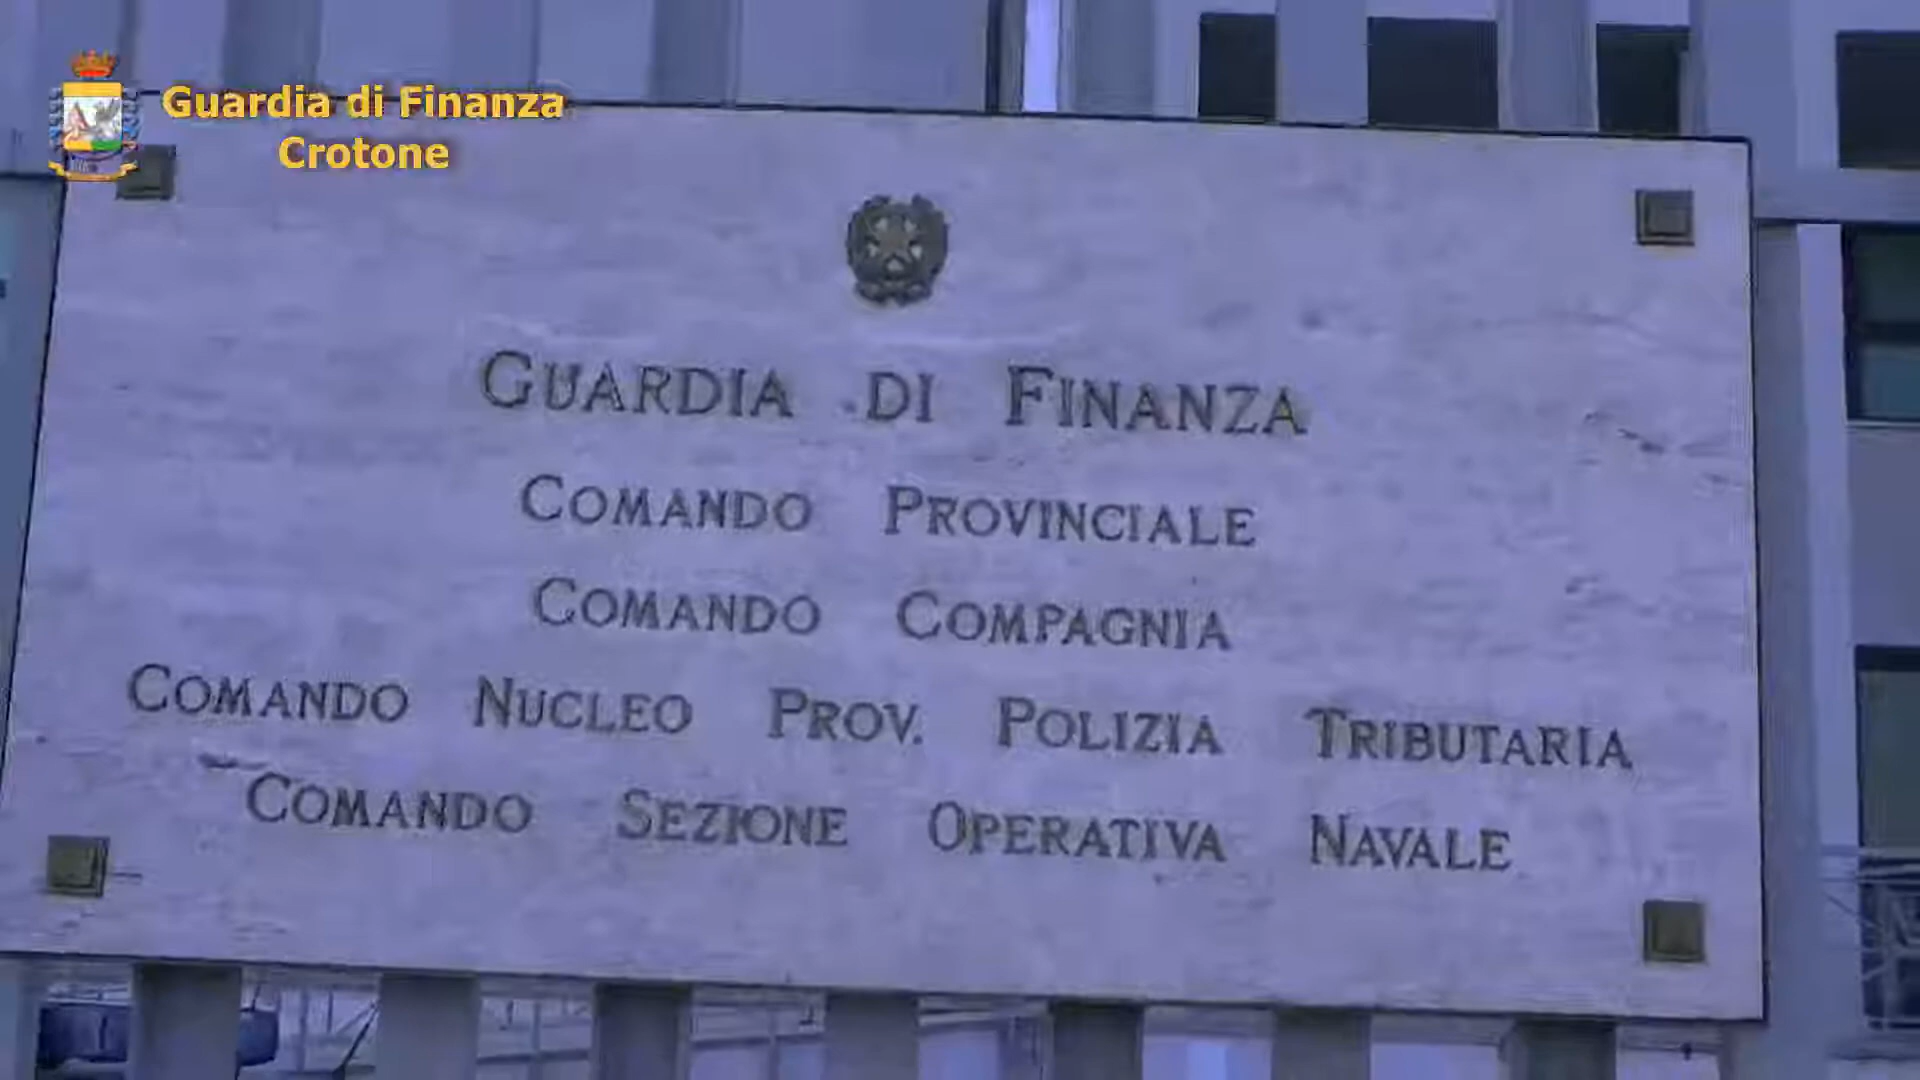 Guardia di Finanza
Crotone
GUARDIA DI FINANZA
COMANDO PROVINCIALE
COMANDO COMPAGNIA
COMANDO NUCLEO PROV. POLIZIA TRIBUTARIA
COMANDO SEZIONE OPERATIVA NAVALE